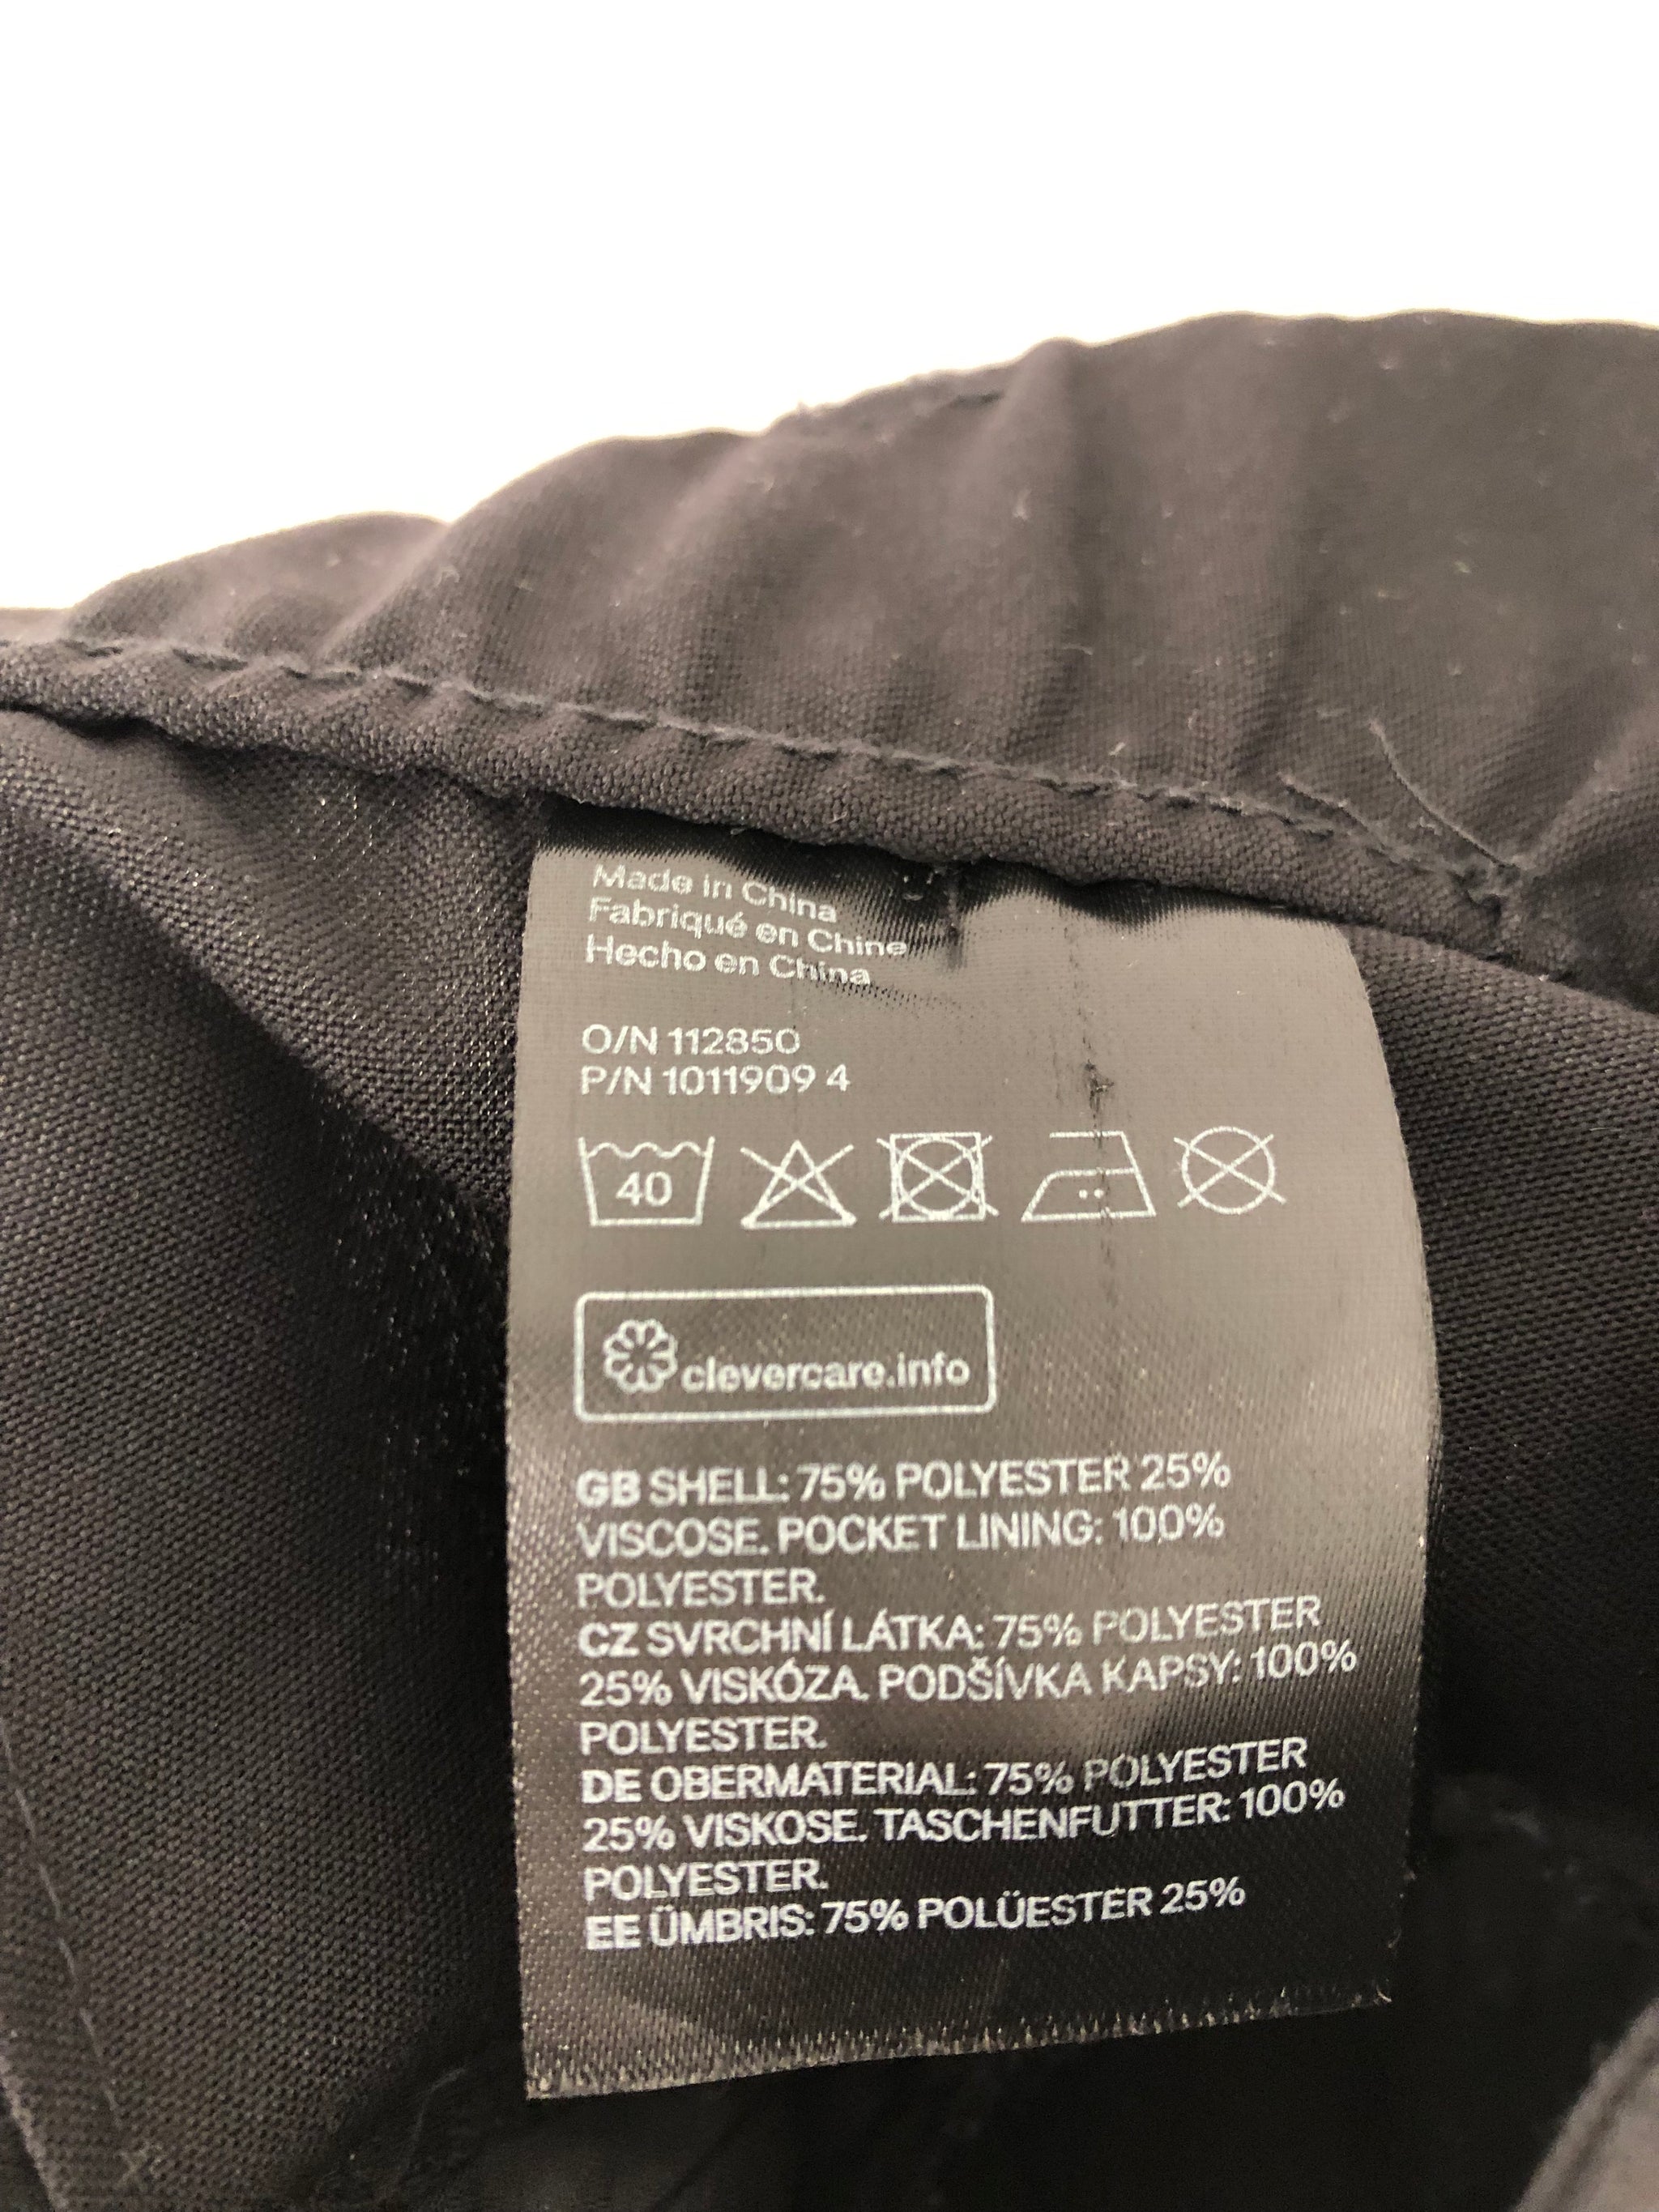 Made in China
Fabriqué en Chine
Hecho en China
O/N 112850
P/N 1011909 4
40
clevercare.info
GB SHELL: 75% POLYESTER 25%
VISCOSE. POCKET LINING: 100%
POLYESTER.
CZ SVRCHNÍ LÁTKA: 75% POLYESTER
25% VISKÓZA. PODŠÍVKA KAPSY: 100%
POLYESTER.
DE OBERMATERIAL: 75% POLYESTER
25% VISKOSE. TASCHENFUTTER: 100%
POLYESTER.
EE ÜMBRIS: 75% POLÜESTER 25%